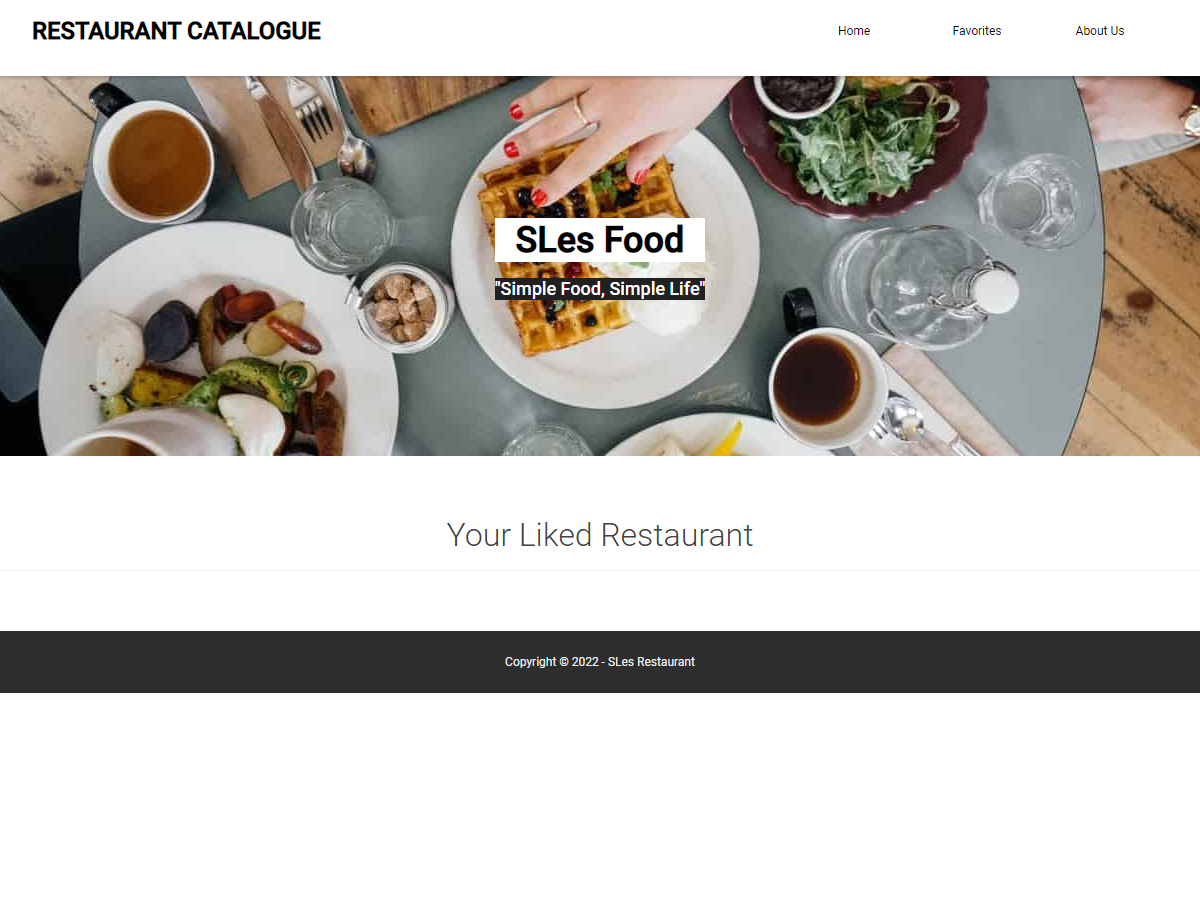 RESTAURANT CATALOGUE
Home
Favorites
About Us
SLes Food
"Simple Food, Simple Life"
Your Liked Restaurant
Copyright © 2022 - SLes Restaurant